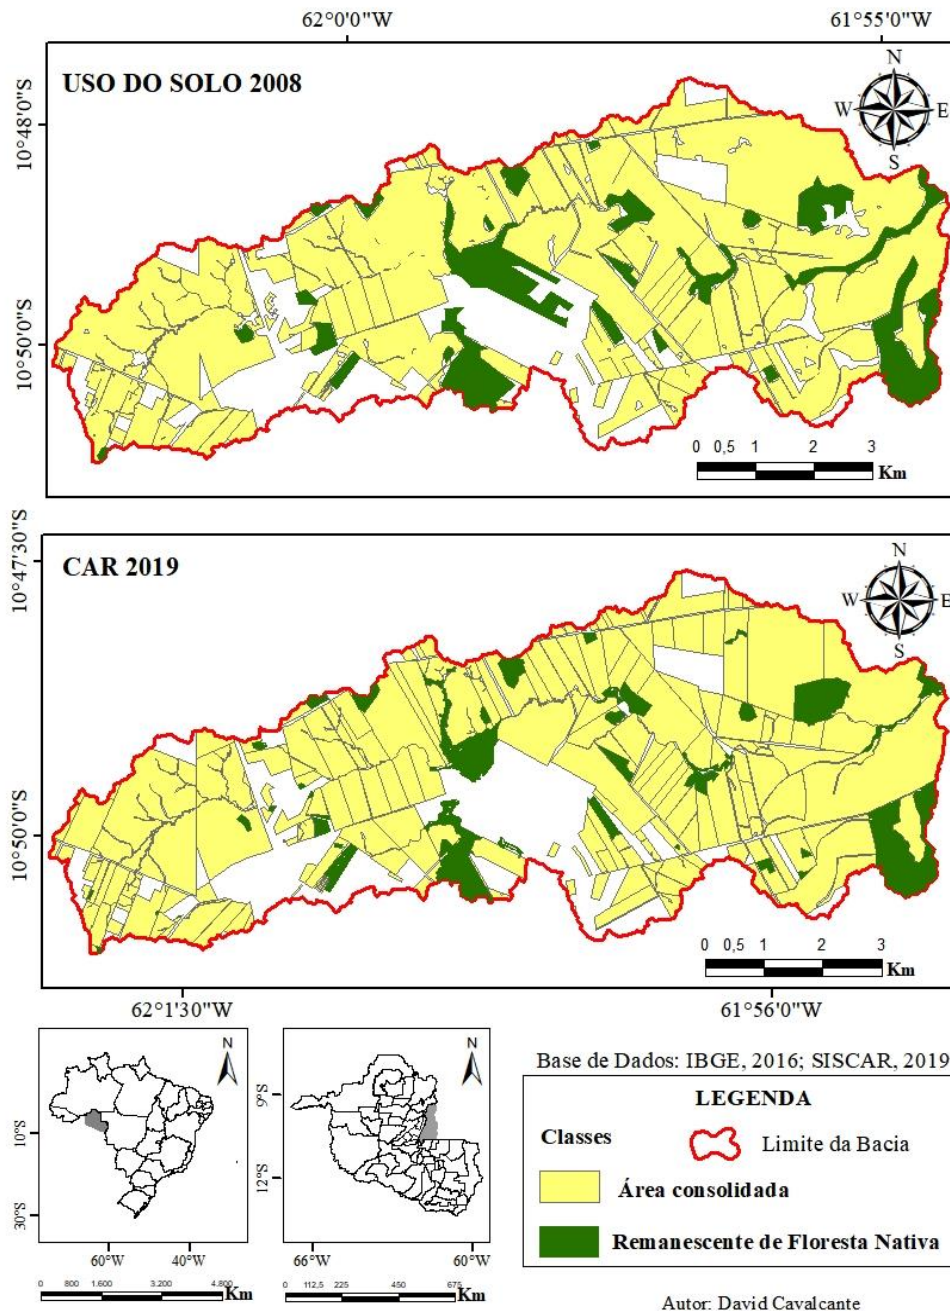 62°0'0"W 61°55'0"W
USO DO SOLO 2008
N
W E
S
10°48'0"S
10°50'0"S
0 0,5 1 2 3
Km
10°47'30"S
CAR 2019
N
W E
S
10°50'0"S
0 0,5 1 2 3
Km
62°1'30"W 61°56'0"W
N
10°S
30°S
60°W 40°W
0 800 1.600 3.200 4.800
Km
N
9°S
12°S
66°W 60°W
0 112,5 225 450 675
Km
Base de Dados: IBGE, 2016; SISCAR, 2019
LEGENDA
Classes
Limite da Bacia
Área consolidada
Remanescente de Floresta Nativa
Autor: David Cavalcante